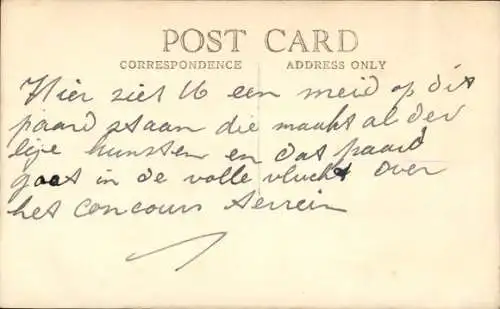 POST CARD
CORRESPONDENCE ADDRESS ONLY
Hier ziet U een meid op dit
paard staan die maakt al der
lije kunsten en dat paard
gaat in de volle vlucht over
het concours terrein